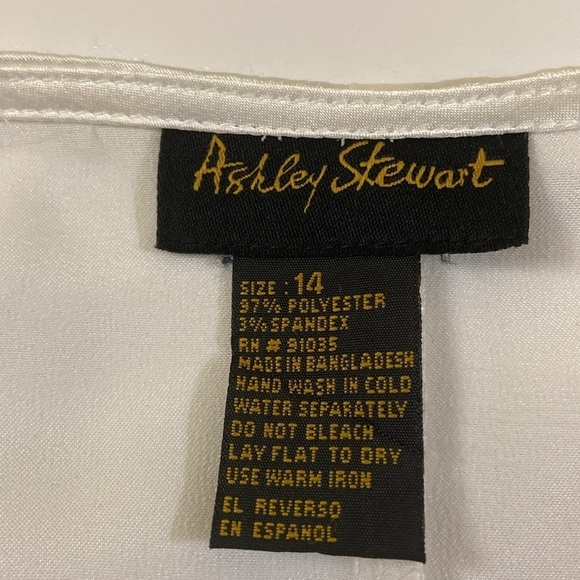 Ashley Stewart
SIZE : 14
97% POLYESTER
3% SPANDEX
RN # 91035
MADE IN BANGLADESH
HAND WASH IN COLD
WATER SEPARATELY
DO NOT BLEACH
LAY FLAT TO DRY
USE WARM IRON
EL REVERSO
EN ESPANOL